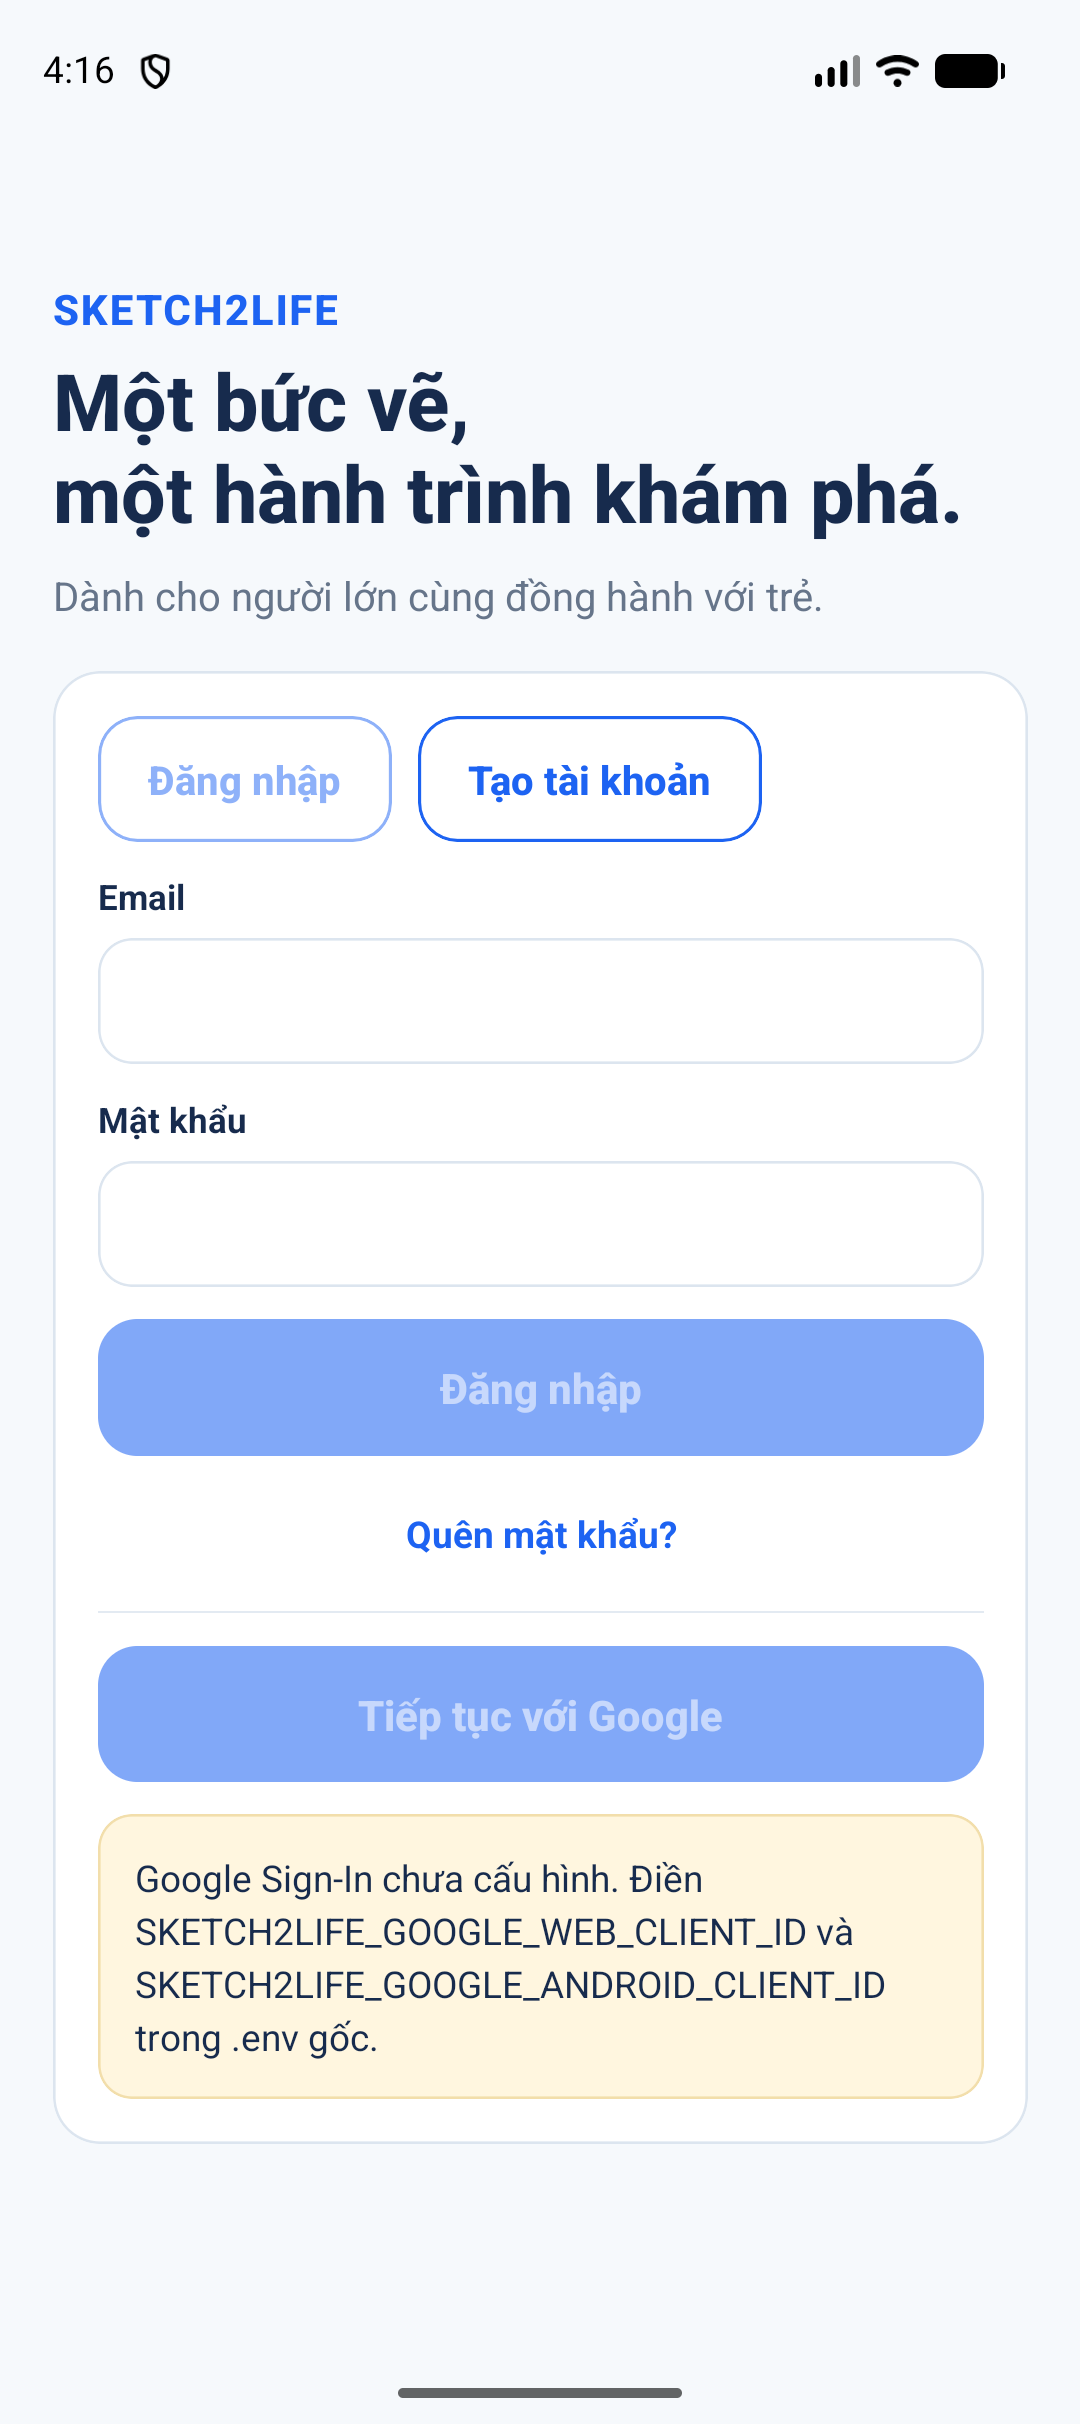 4:16
SKETCH2LIFE
Một bức vẽ,
một hành trình khám phá.
Dành cho người lớn cùng đồng hành với trẻ.
Đăng nhập
Tạo tài khoản
Email
Mật khẩu
Đăng nhập
Quên mật khẩu?
Tiếp tục với Google
Google Sign-In chưa cấu hình. Điền
SKETCH2LIFE_GOOGLE_WEB_CLIENT_ID và
SKETCH2LIFE_GOOGLE_ANDROID_CLIENT_ID
trong .env gốc.